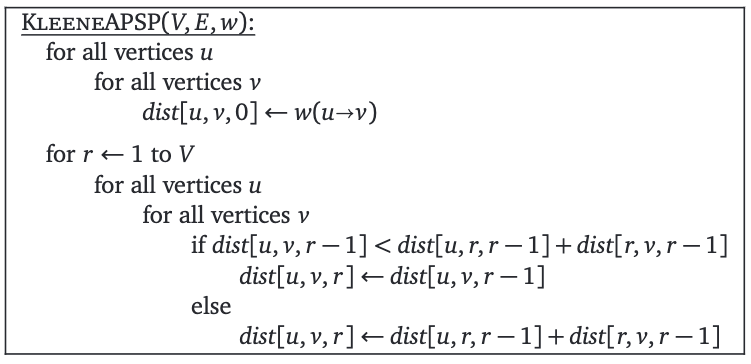 KLEENEAPSP(V, E, w):
for all vertices u
for all vertices v
dist[u, v, 0] ← w(u→v)
for r ← 1 to V
for all vertices u
for all vertices v
if dist[u, v, r − 1] < dist[u, r, r − 1] + dist[r, v, r − 1]
dist[u, v, r] ← dist[u, v, r − 1]
else
dist[u, v, r] ← dist[u, r, r − 1] + dist[r, v, r − 1]